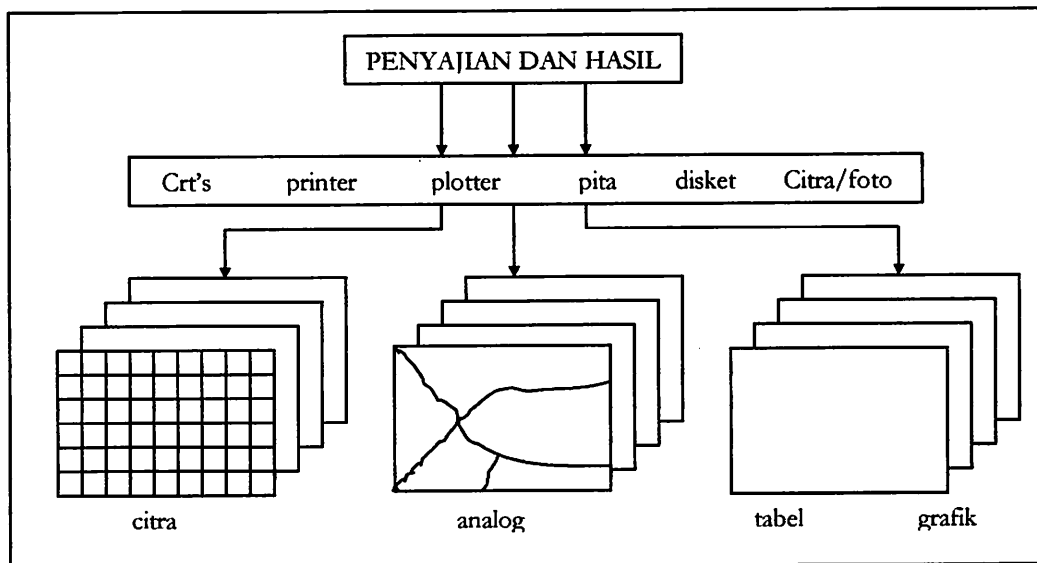 PENYAJIAN DAN HASIL
Crt's printer plotter pita disket Citra/foto
citra analog tabel grafik